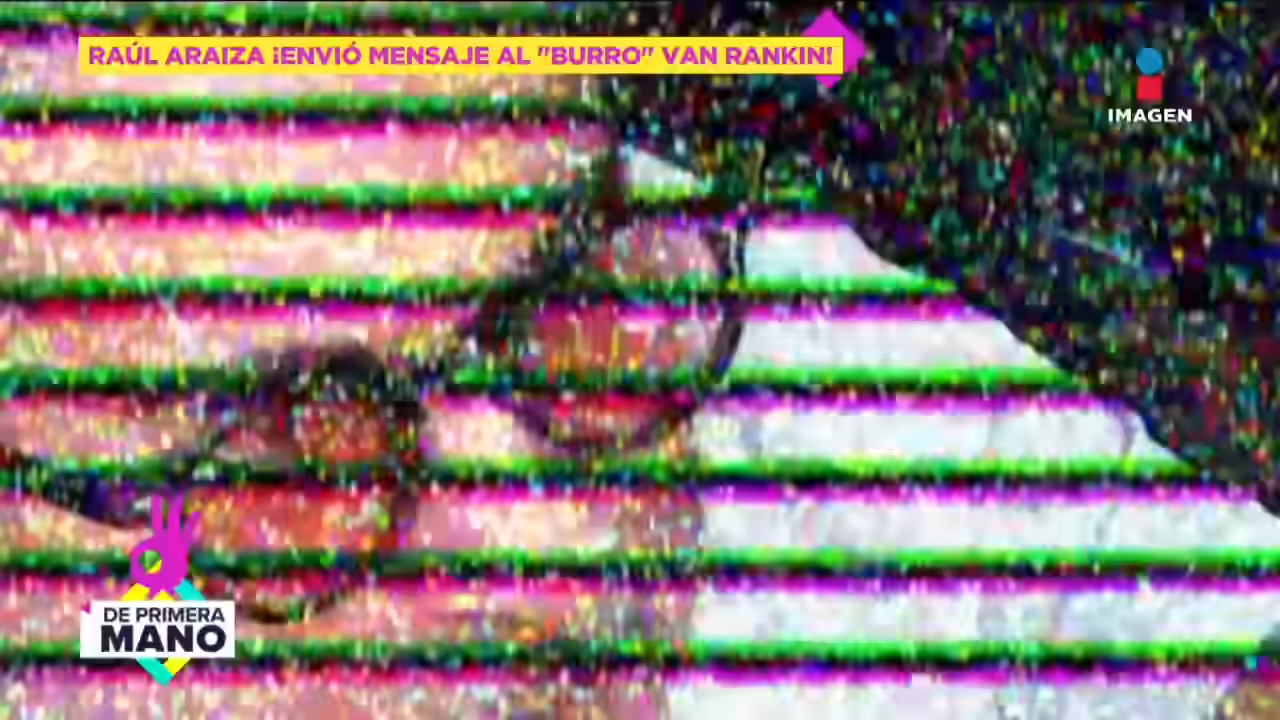 RAÚL ARAIZA ¡ENVIÓ MENSAJE AL "BURRO" VAN RANKIN!
IMAGEN
DE PRIMERA
MANO